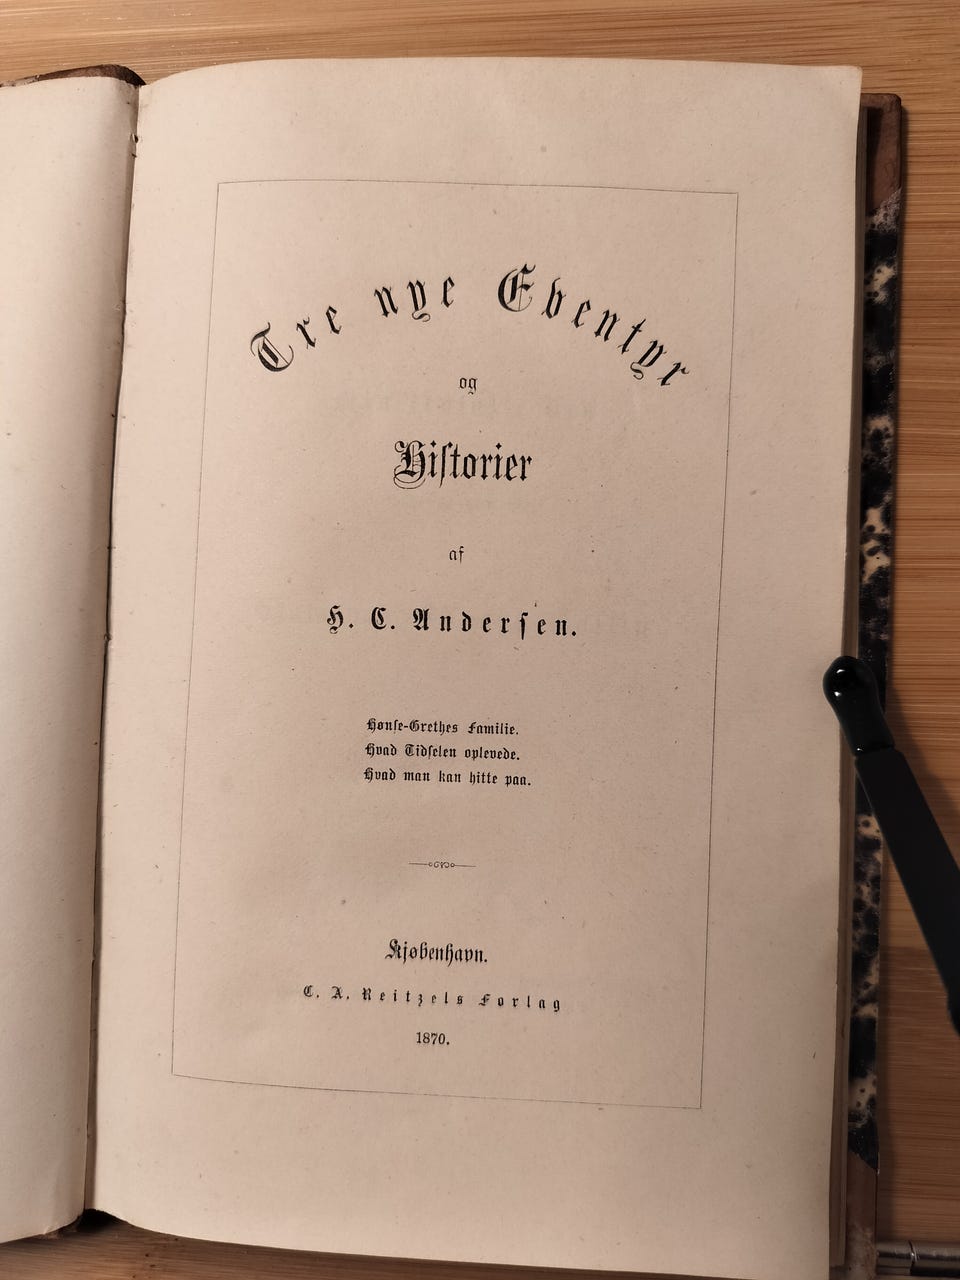 Tre nye Eventyr
og
Hiſtorier
af
H. C. Anderſen.
Hønſe-Grethes Familie.
Hvad Tidſelen oplevede.
Hvad man kan hitte paa.
Kjøbenhavn.
C. A. Reitzels Forlag
1870.